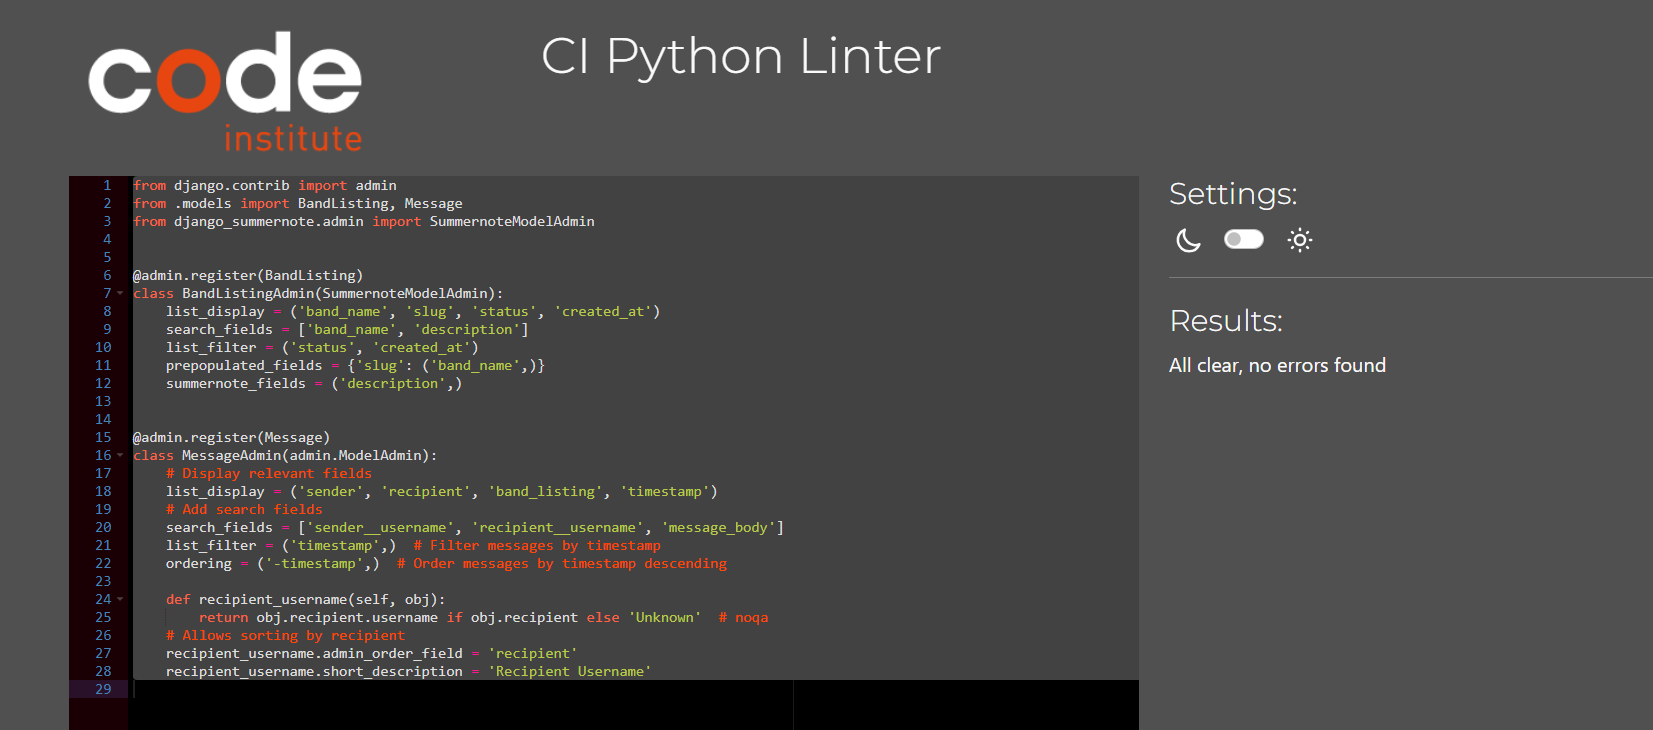 code
institute
CI Python Linter
1 from django.contrib import admin
2 from .models import BandListing, Message
3 from django_summernote.admin import SummernoteModelAdmin
4
5
6 @admin.register(BandListing)
7 class BandListingAdmin(SummernoteModelAdmin):
8     list_display = ('band_name', 'slug', 'status', 'created_at')
9     search_fields = ['band_name', 'description']
10     list_filter = ('status', 'created_at')
11     prepopulated_fields = {'slug': ('band_name',)}
12     summernote_fields = ('description',)
13
14
15 @admin.register(Message)
16 class MessageAdmin(admin.ModelAdmin):
17     # Display relevant fields
18     list_display = ('sender', 'recipient', 'band_listing', 'timestamp')
19     # Add search fields
20     search_fields = ['sender__username', 'recipient__username', 'message_body']
21     list_filter = ('timestamp',)  # Filter messages by timestamp
22     ordering = ('-timestamp',)  # Order messages by timestamp descending
23
24     def recipient_username(self, obj):
25         return obj.recipient.username if obj.recipient else 'Unknown'  # noqa
26     # Allows sorting by recipient
27     recipient_username.admin_order_field = 'recipient'
28     recipient_username.short_description = 'Recipient Username'
29
Settings:
Results:
All clear, no errors found